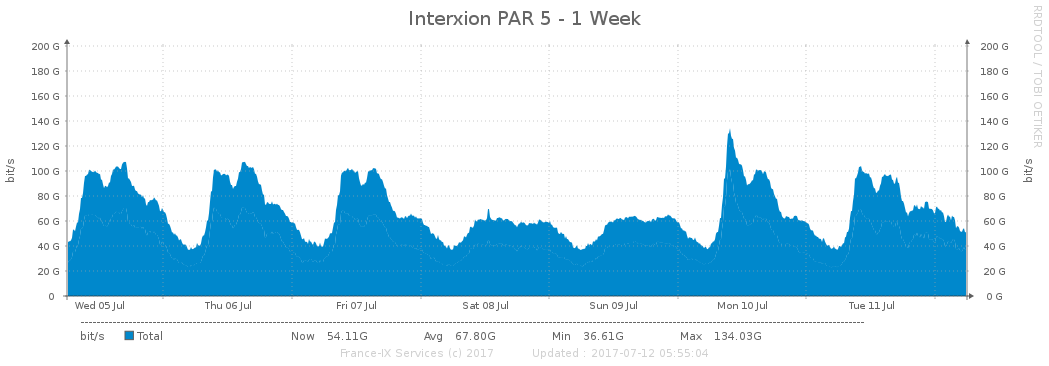 Interxion PAR 5 - 1 Week
RRDTOOL / TOBI OETIKER
bit/s
200 G
180 G
160 G
140 G
120 G
100 G
80 G
60 G
40 G
20 G
0
200 G
180 G
160 G
140 G
120 G
100 G
80 G
60 G
40 G
20 G
0 G
bit/s
Wed 05 Jul Thu 06 Jul Fri 07 Jul Sat 08 Jul Sun 09 Jul Mon 10 Jul Tue 11 Jul
bit/s Total Now 54.11G Avg 67.80G Min 36.61G Max 134.03G
France-IX Services (c) 2017 Updated : 2017-07-12 05:55:04